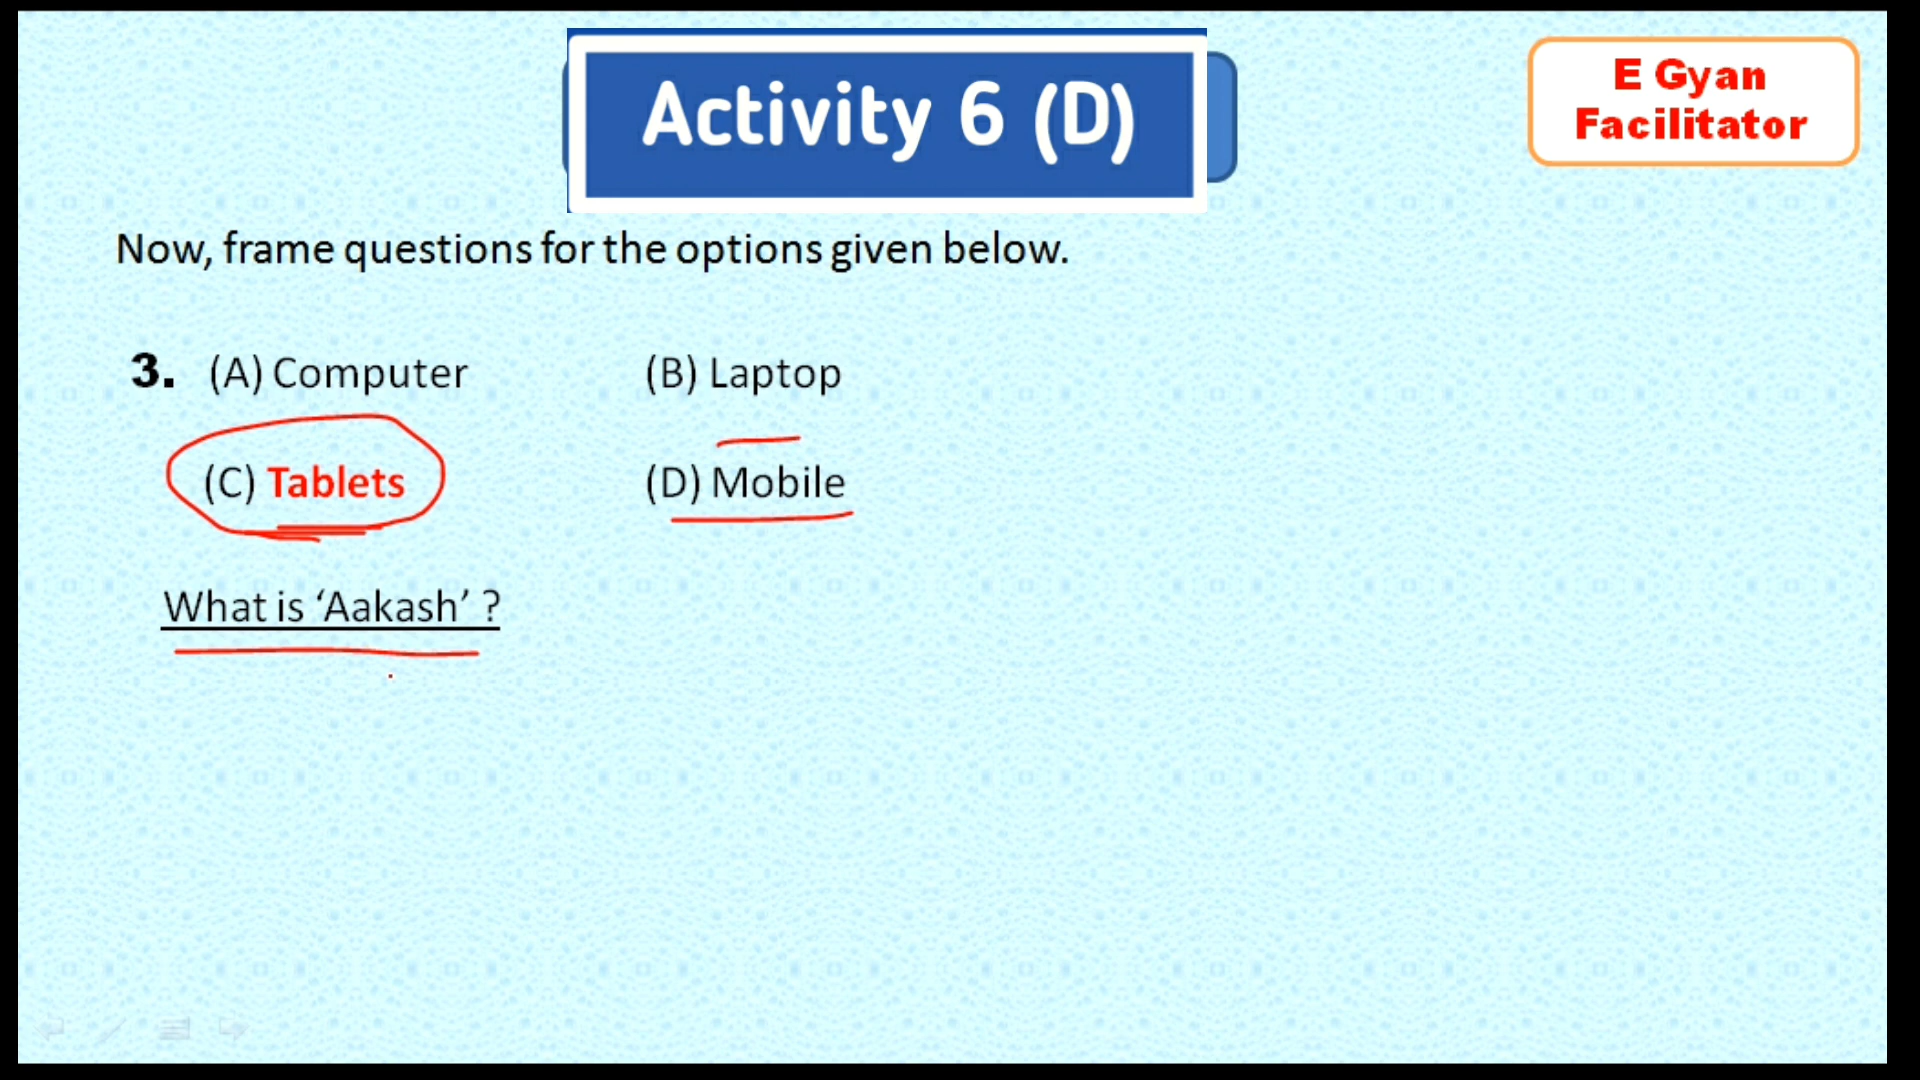 Activity 6 (D)
E Gyan
Facilitator
Now, frame questions for the options given below.
3. (A) Computer (B) Laptop
(C) Tablets (D) Mobile
What is ‘Aakash’ ?